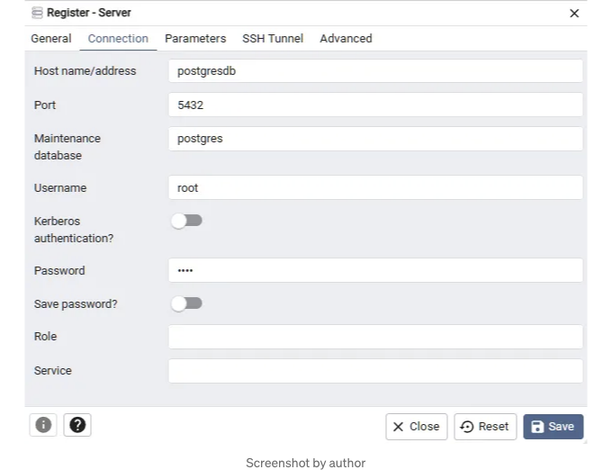 Register - Server
General Connection Parameters SSH Tunnel Advanced
Host name/address postgresdb
Port 5432
Maintenance
database postgres
Username root
Kerberos
authentication?
Password ••••
Save password?
Role
Service
Close Reset Save
Screenshot by author